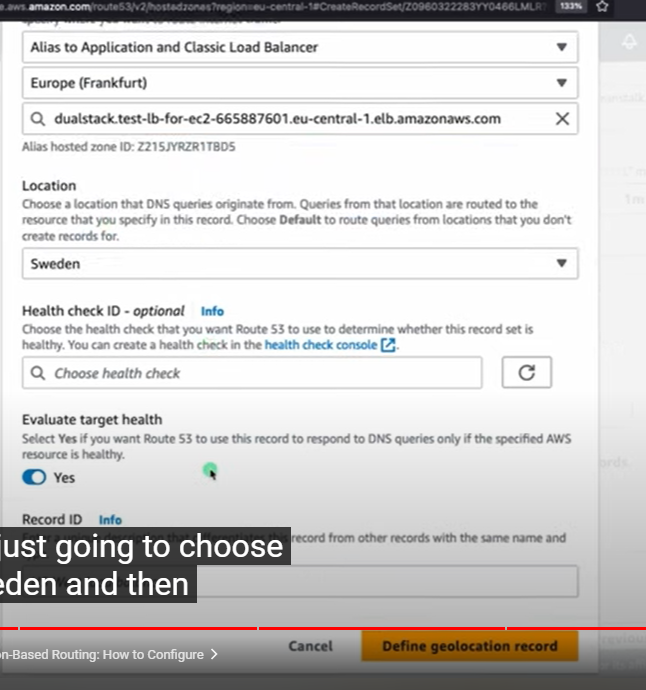 .aws.amazon.com/route53/v2/hostedzones?region=eu-central-1#CreateRecordSet/Z0960322283YY0466LMLR
133%
Alias to Application and Classic Load Balancer
Europe (Frankfurt)
dualstack.test-lb-for-ec2-665887601.eu-central-1.elb.amazonaws.com
Alias hosted zone ID: Z215JYRZR1TBD5
Location
Choose a location that DNS queries originate from. Queries from that location are routed to the
resource that you specify in this record. Choose Default to route queries from locations that you don't
create records for.
Sweden
Health check ID - optional Info
Choose the health check that you want Route 53 to use to determine whether this record set is
healthy. You can create a health check in the health check console.
Choose health check
Evaluate target health
Select Yes if you want Route 53 to use this record to respond to DNS queries only if the specified AWS
resource is healthy.
Yes
Record ID Info
record from other records with the same name and
just going to choose
eden and then
Cancel
Define geolocation record
n-Based Routing: How to Configure